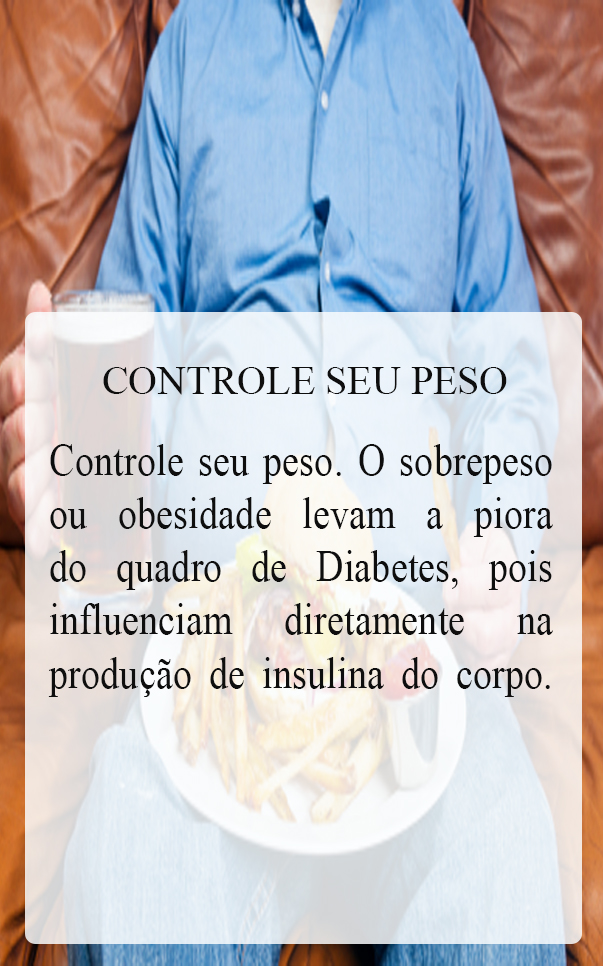 CONTROLE SEU PESO
Controle seu peso. O sobrepeso
ou obesidade levam a piora
do quadro de Diabetes, pois
influenciam diretamente na
produção de insulina do corpo.